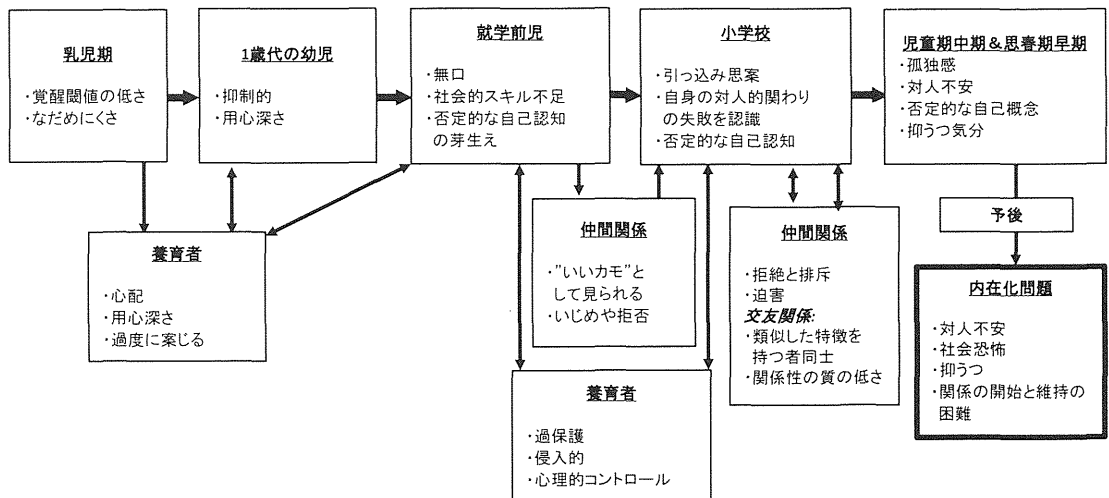 乳児期
・覚醒閾値の低さ
・なだめにくさ
1歳代の幼児
・抑制的
・用心深さ
就学前児
・無口
・社会的スキル不足
・否定的な自己認知
の芽生え
小学校
・引っ込み思案
・自身の対人的関わり
の失敗を認識
・否定的な自己認知
児童期中期&思春期早期
・孤独感
・対人不安
・否定的な自己概念
・抑うつ気分
養育者
・心配
・用心深さ
・過度に案じる
仲間関係
・”いいカモ”と
して見られる
・いじめや拒否
養育者
・過保護
・侵入的
・心理的コントロール
仲間関係
・拒絶と排斥
・迫害
交友関係:
・類似した特徴を
持つ者同士
・関係性の質の低さ
予後
内在化問題
・対人不安
・社会恐怖
・抑うつ
・関係の開始と維持の
困難